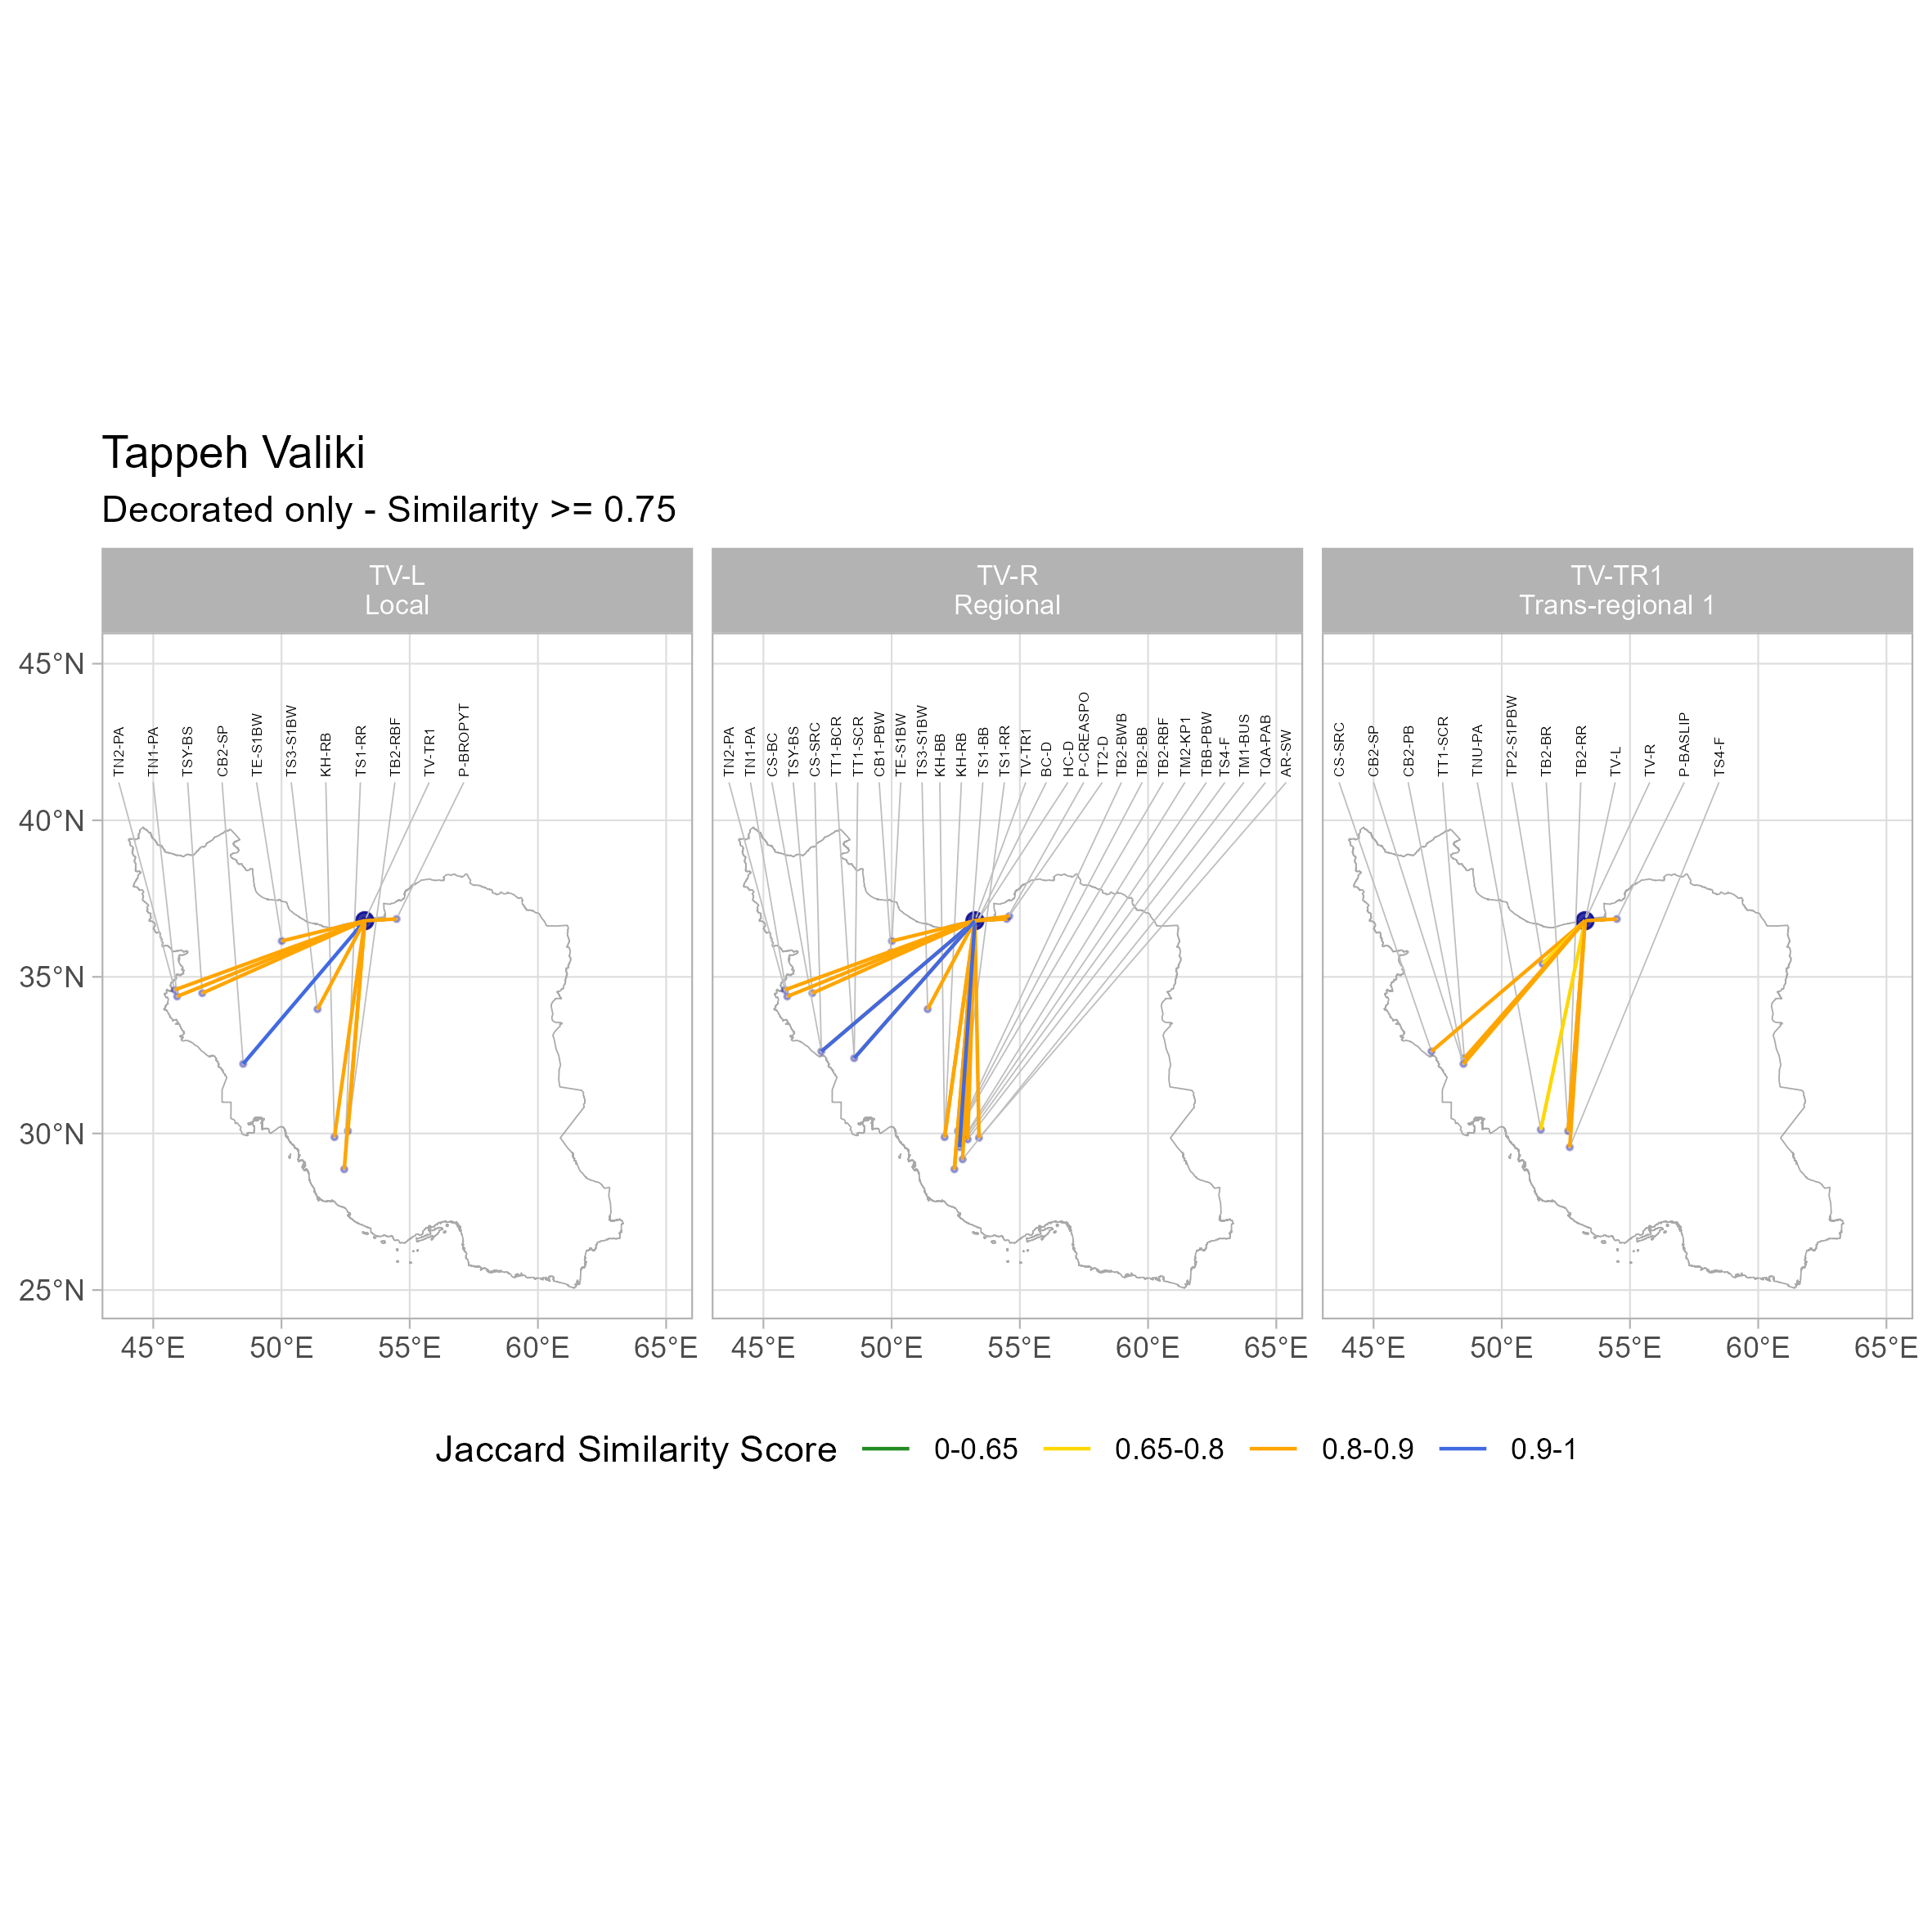 Tappeh Valiki
Decorated only - Similarity >= 0.75
TV-L
Local
TV-R
Regional
TV-TR1
Trans-regional 1
45°N
40°N
35°N
30°N
25°N
TN2-PA
TN1-PA
TSY-BS
CB2-SP
TE-S1BW
TS3-S1BW
KH-RB
TS1-RR
TB2-RBF
TV-TR1
P-BROPYT
TN2-PA
TN1-PA
CS-BC
TSY-BS
CS-SRC
TT1-BCR
TT1-SCR
CB1-PBW
TE-S1BW
TS3-S1BW
KH-BB
KH-RB
TS1-BB
TS1-RR
TV-TR1
BC-D
HC-D
P-CREASPO
TT2-D
TB2-BWB
TB2-BB
TB2-RBF
TM2-KP1
TBB-PBW
TS4-F
TM1-BUS
TQA-PAB
AR-SW
CS-SRC
CB2-SP
CB2-PB
TT1-SCR
TNU-PA
TP2-S1PBW
TB2-BR
TB2-RR
TV-L
TV-R
P-BASLIP
TS4-F
45°E 50°E 55°E 60°E 65°E
45°E 50°E 55°E 60°E 65°E
45°E 50°E 55°E 60°E 65°E
Jaccard Similarity Score 0-0.65 0.65-0.8 0.8-0.9 0.9-1